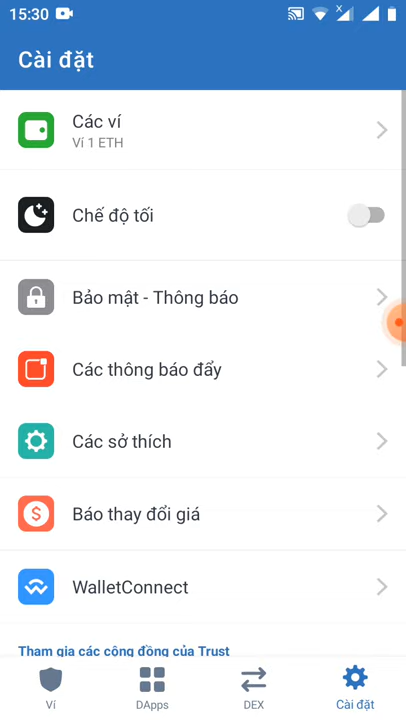 15:30
Cài đặt
Các ví
Ví 1 ETH
Chế độ tối
Bảo mật - Thông báo
Các thông báo đẩy
Các sở thích
Báo thay đổi giá
WalletConnect
Tham gia các cộng đồng của Trust
Ví
DApps
DEX
Cài đặt